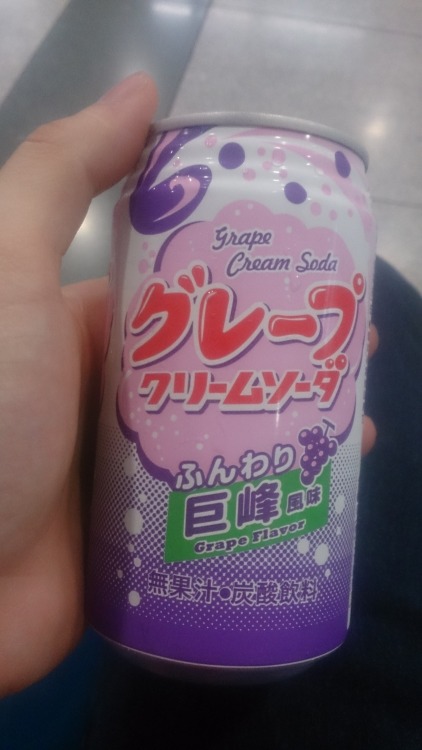 Grape
Cream Soda
グレープ
クリームソーダ
ふんわり
巨峰風味
Grape Flavor
無果汁・炭酸飲料